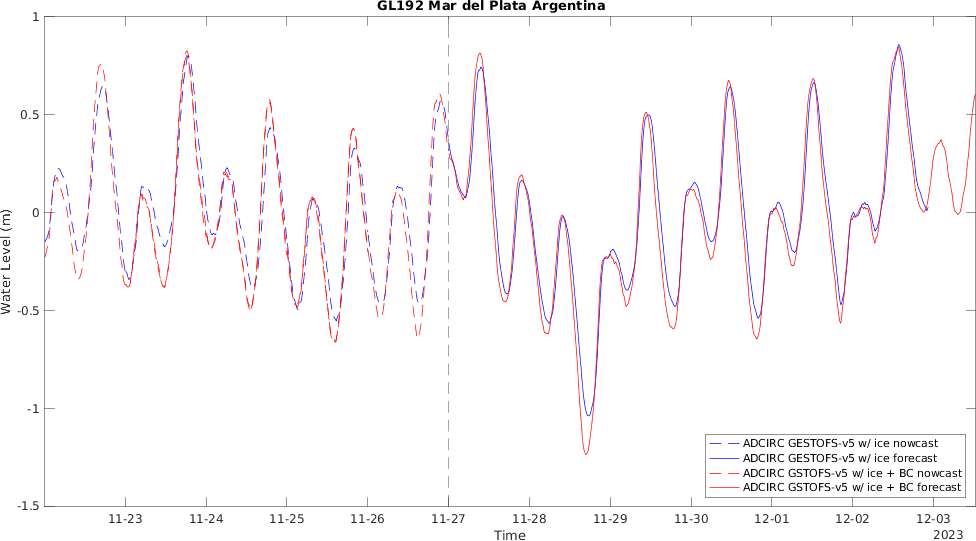 GL192 Mar del Plata Argentina
1
0.5
0
-0.5
-1
-1.5
Water Level (m)
ADCIRC GESTOFS-v5 w/ ice nowcast
ADCIRC GESTOFS-v5 w/ ice forecast
ADCIRC GSTOFS-v5 w/ ice + BC nowcast
ADCIRC GSTOFS-v5 w/ ice + BC forecast
11-23 11-24 11-25 11-26 11-27 11-28 11-29 11-30 12-01 12-02 12-03
Time
2023